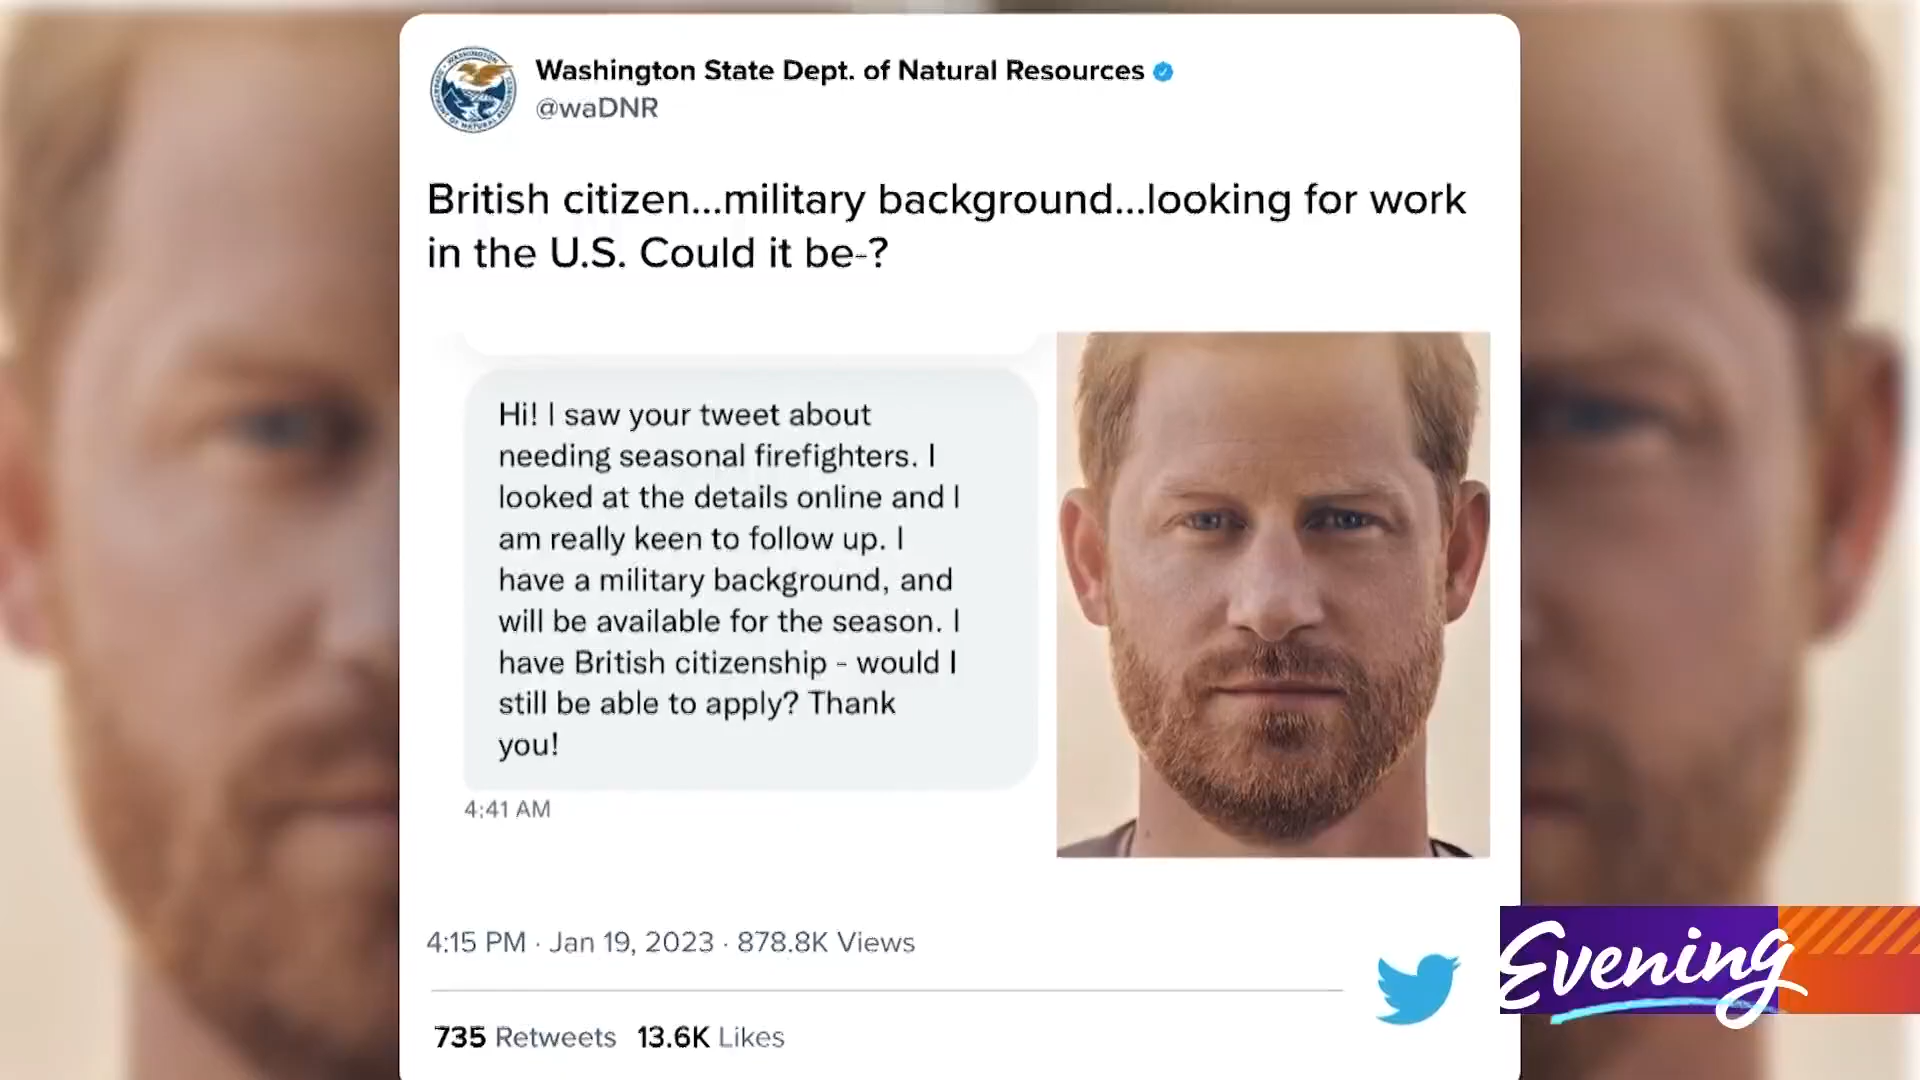 Washington State Dept. of Natural Resources
@waDNR
British citizen...military background...looking for work
in the U.S. Could it be-?
Hi! I saw your tweet about
needing seasonal firefighters. I
looked at the details online and I
am really keen to follow up. I
have a military background, and
will be available for the season. I
have British citizenship - would I
still be able to apply? Thank
you!
4:41 AM
4:15 PM · Jan 19, 2023 · 878.8K Views
735 Retweets 13.6K Likes
Evening